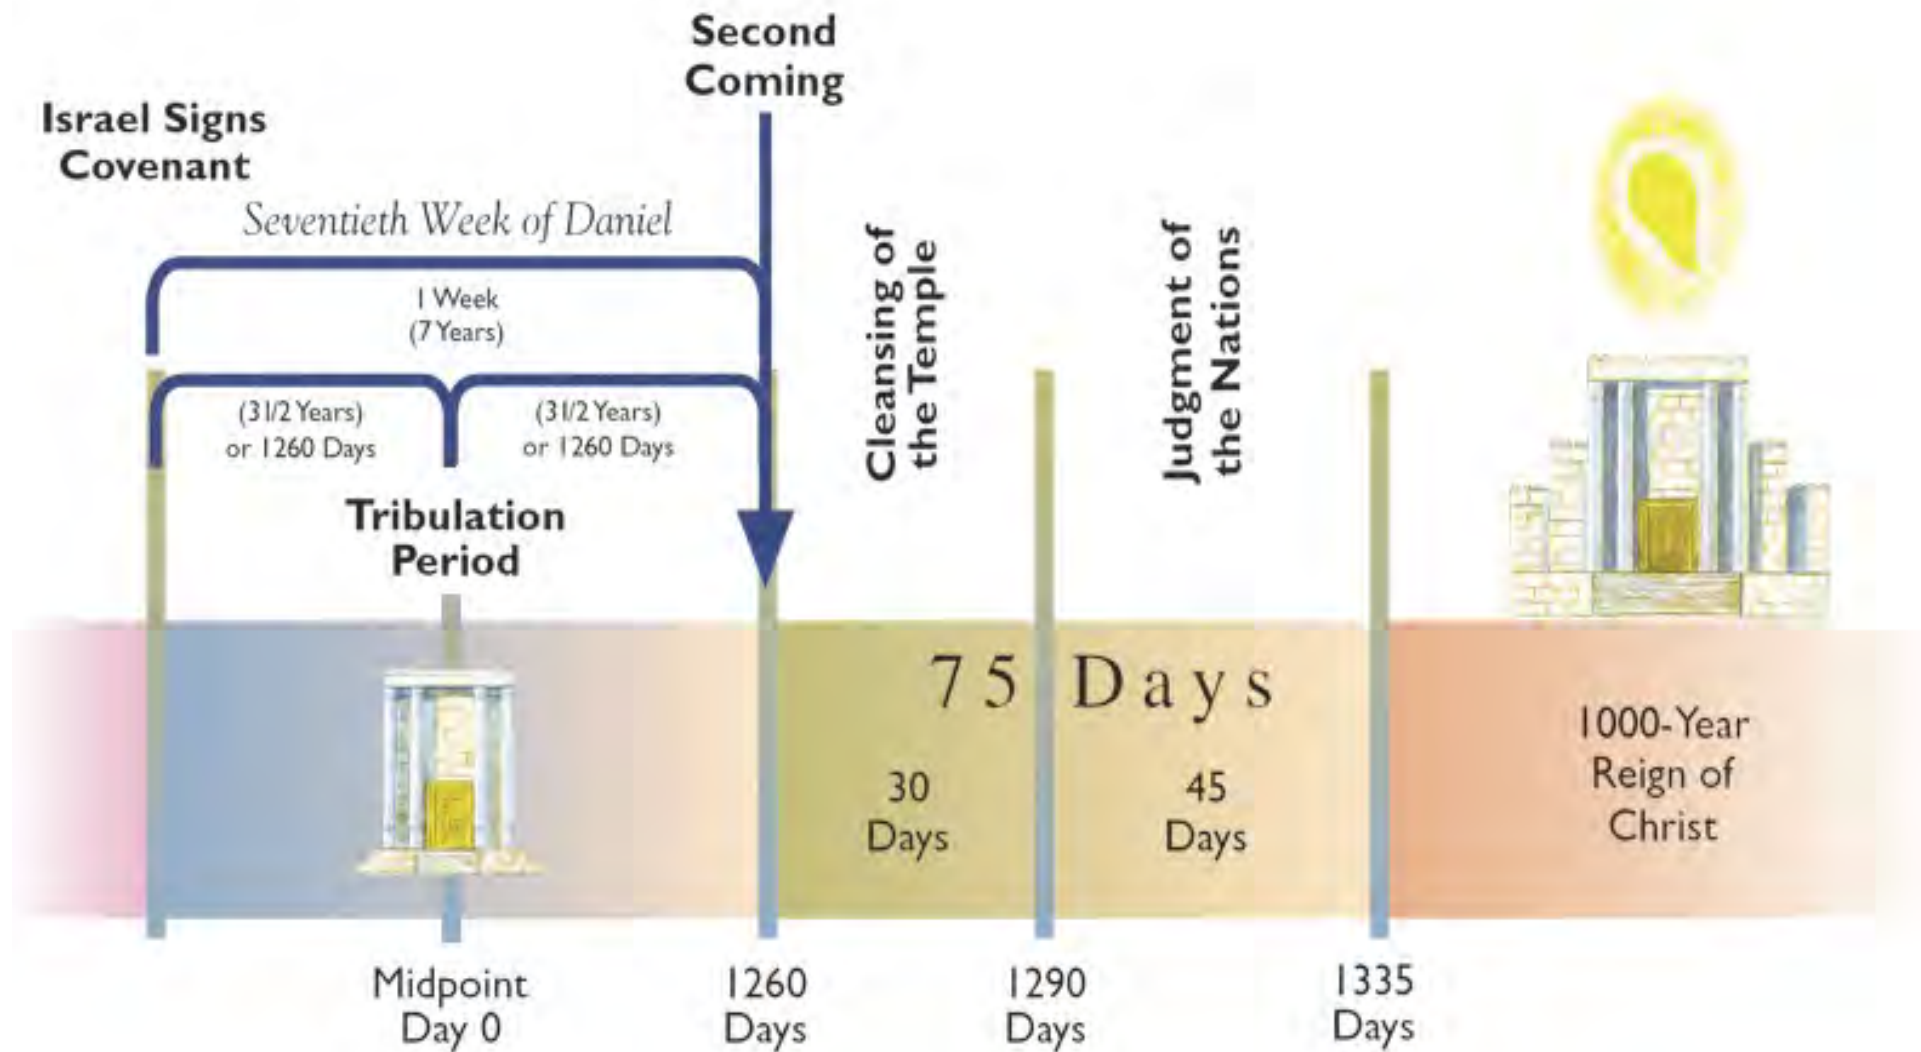 Second
Coming
Israel Signs
Covenant
Seventieth Week of Daniel
1 Week
(7 Years)
(31/2 Years)
or 1260 Days
(31/2 Years)
or 1260 Days
Tribulation
Period
Cleansing of
the Temple
Judgment of
the Nations
75 Days
30
Days
45
Days
1000-Year
Reign of
Christ
Midpoint
Day 0
1260
Days
1290
Days
1335
Days